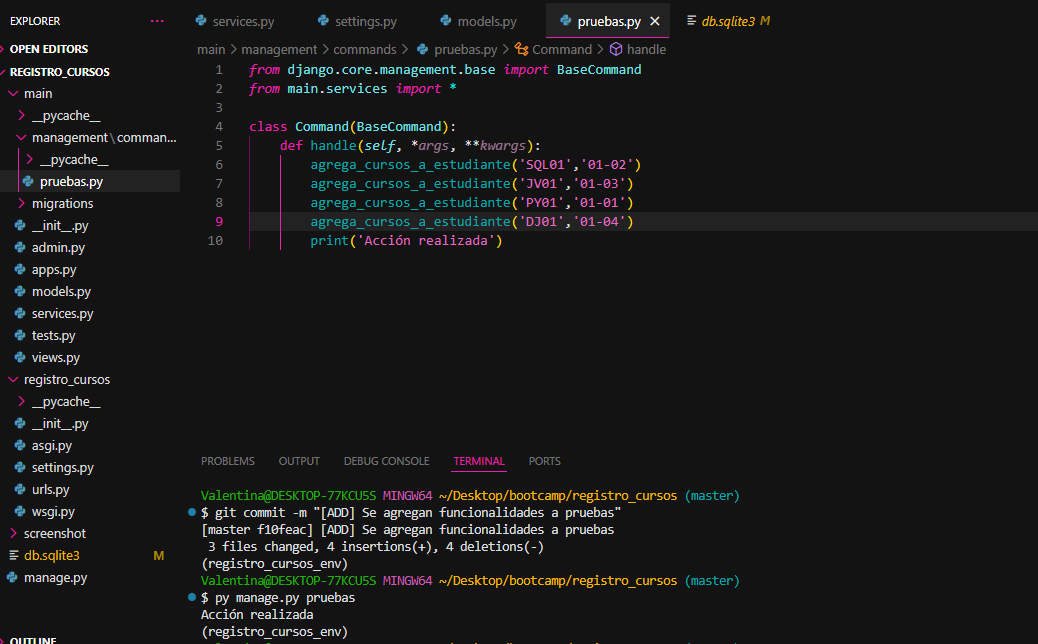 EXPLORER ···
services.py settings.py models.py pruebas.py db.sqlite3 M
OPEN EDITORS
REGISTRO_CURSOS
main
__pycache__
management\comman...
__pycache__
pruebas.py
migrations
__init__.py
admin.py
apps.py
models.py
services.py
tests.py
views.py
registro_cursos
__pycache__
__init__.py
asgi.py
settings.py
urls.py
wsgi.py
screenshot
db.sqlite3 M
manage.py
OUTLINE
main > management > commands > pruebas.py > Command > handle
1 from django.core.management.base import BaseCommand
2 from main.services import *
3
4 class Command(BaseCommand):
5 def handle(self, *args, **kwargs):
6 agrega_cursos_a_estudiante('SQL01','01-02')
7 agrega_cursos_a_estudiante('JV01','01-03')
8 agrega_cursos_a_estudiante('PY01','01-01')
9 agrega_cursos_a_estudiante('DJ01','01-04')
10 print('Acción realizada')
PROBLEMS OUTPUT DEBUG CONSOLE TERMINAL PORTS
Valentina@DESKTOP-77KCU5S MINGW64 ~/Desktop/bootcamp/registro_cursos (master)
$ git commit -m "[ADD] Se agregan funcionalidades a pruebas"
[master f10feac] [ADD] Se agregan funcionalidades a pruebas
3 files changed, 4 insertions(+), 4 deletions(-)
(registro_cursos_env)
Valentina@DESKTOP-77KCU5S MINGW64 ~/Desktop/bootcamp/registro_cursos (master)
$ py manage.py pruebas
Acción realizada
(registro_cursos_env)